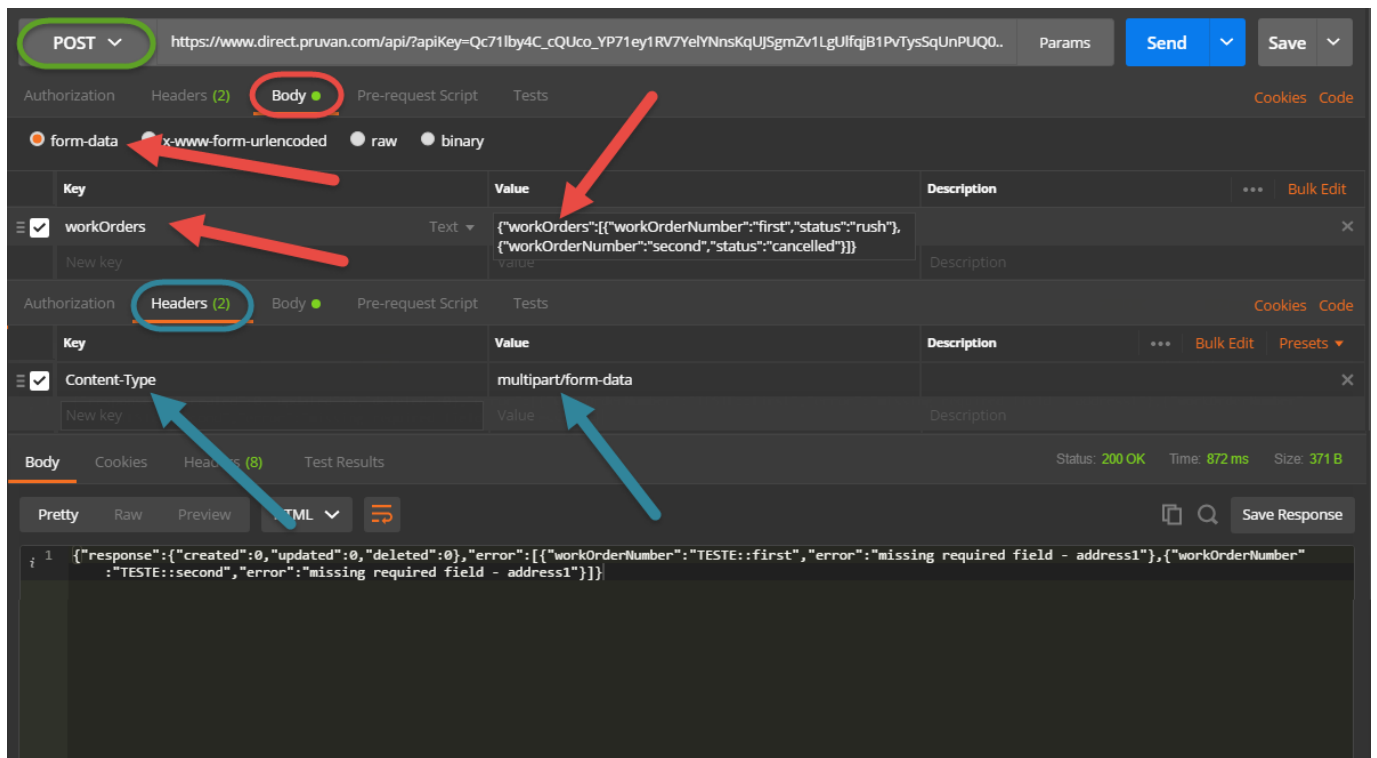 POST https://www.direct.pruvan.com/api/?apiKey=Qc71lby4C_cQUco_YP71ey1RV7YelYNnsKqUJSgmZv1LgUlfqjB1PvTysSqUnPUQ0.. Params Send Save
Authorization Headers (2) Body Pre-request Script Tests Cookies Code
form-data x-www-form-urlencoded raw binary
Key Value Description ••• Bulk Edit
workOrders Text {"workOrders":[{"workOrderNumber":"first","status":"rush"},
{"workOrderNumber":"second","status":"cancelled"}]}
New key Value Description
Authorization Headers (2) Body Pre-request Script Tests Cookies Code
Key Value Description ••• Bulk Edit Presets
Content-Type multipart/form-data
New key Value Description
Body Cookies Headers (8) Test Results Status: 200 OK Time: 872 ms Size: 371 B
Pretty Raw Preview HTML Save Response
i 1 {"response":{"created":0,"updated":0,"deleted":0},"error":[{"workOrderNumber":"TESTE::first","error":"missing required field - address1"},{"workOrderNumber"
:"TESTE::second","error":"missing required field - address1"}]}